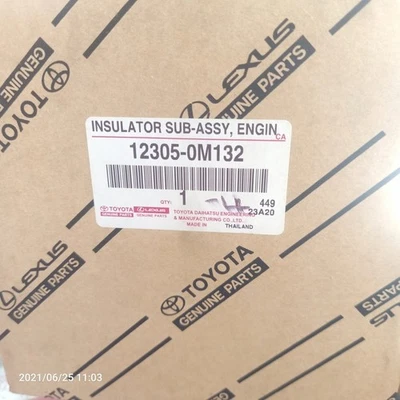 TOYOTA
GENUINE PARTS
LEXUS
GENUINE PARTS
INSULATOR SUB-ASSY, ENGIN
CA
12305-0M132
QTY:
1
449
23A20
TOYOTA
GENUINE PARTS
LEXUS
GENUINE PARTS
TOYOTA DAIHATSU ENGINEERING
& MANUFACTURING CO.,LTD.
MADE IN
THAILAND
LEXUS
GENUINE PARTS
TOYOTA
GENUINE PARTS
2021/06/25 11:03